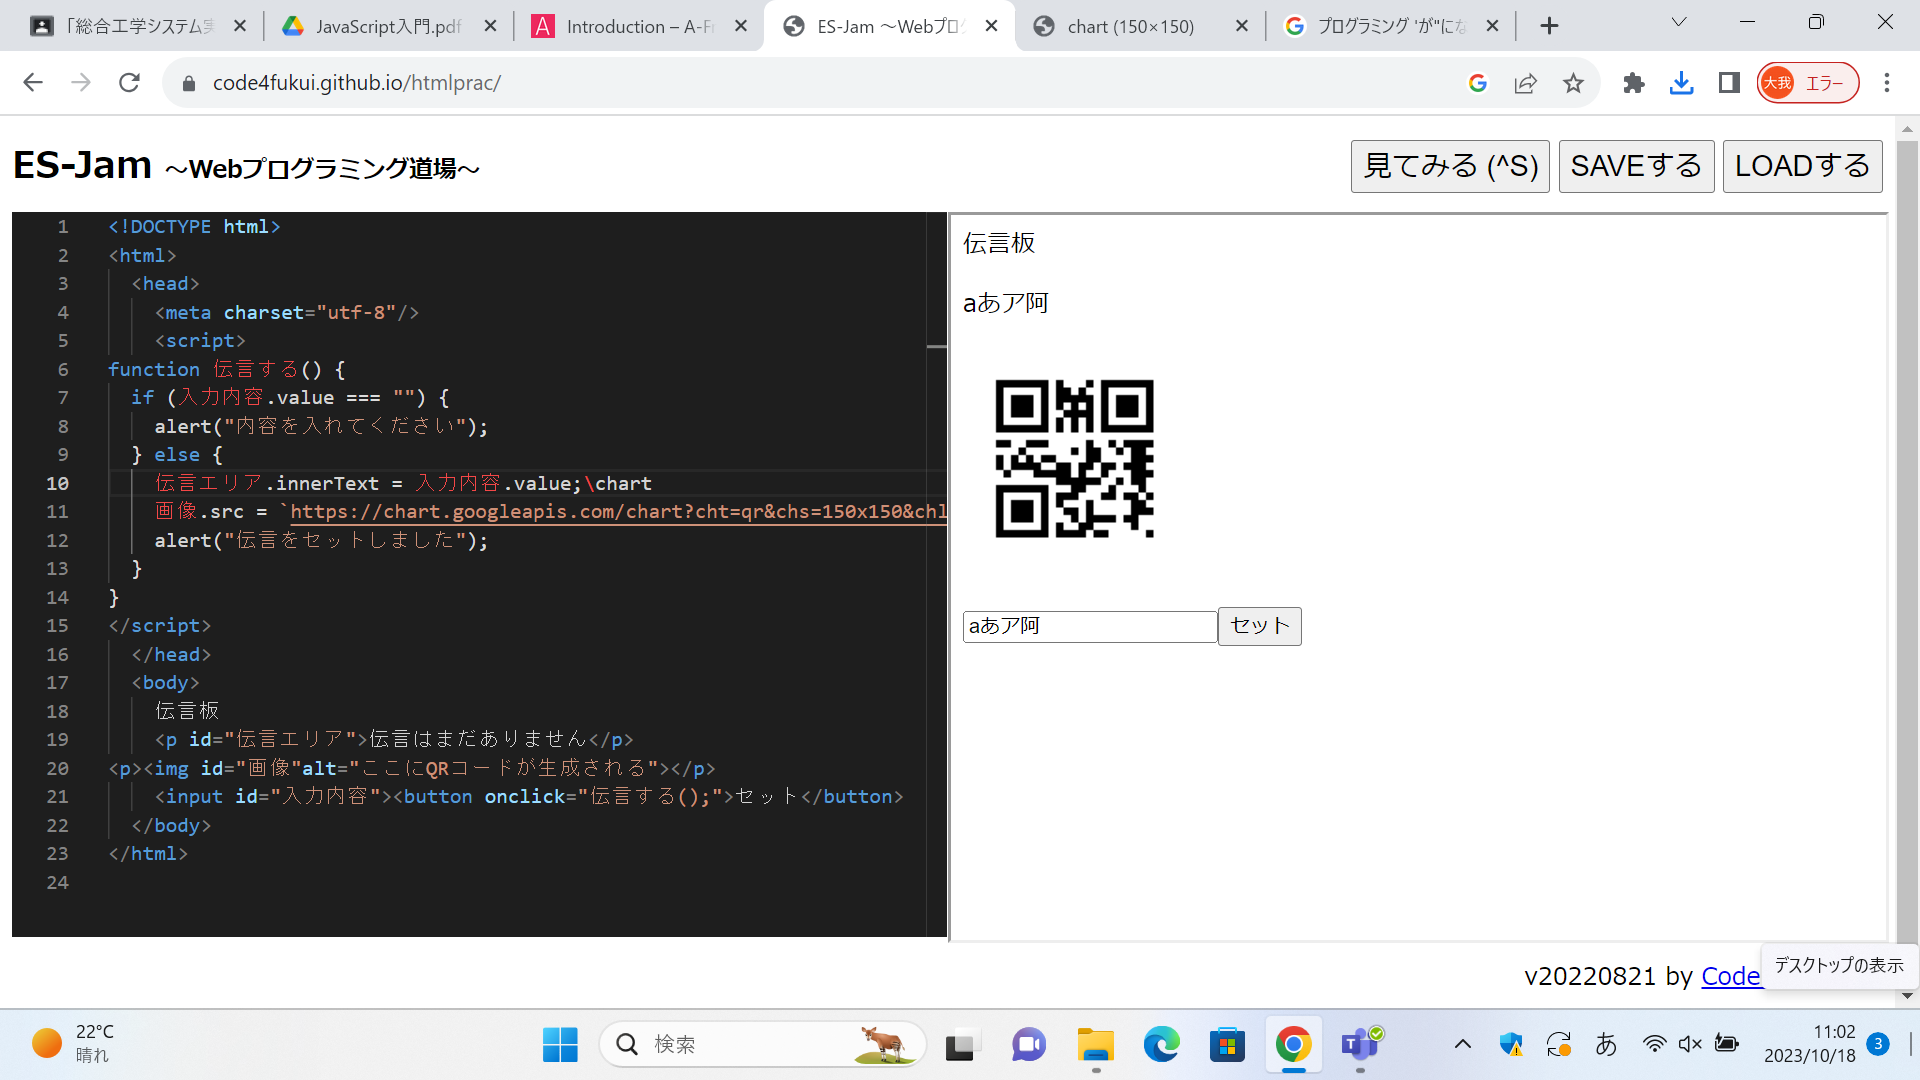 「総合工学システム実
JavaScript入門.pdf
Introduction – A-Fr
ES-Jam ～Webプログ
chart (150×150)
プログラミング 'が"にな
code4fukui.github.io/htmlprac/
大我
エラー
ES-Jam ～Webプログラミング道場～
見てみる (^S)
SAVEする
LOADする
1 <!DOCTYPE html>
2 <html>
3 <head>
4 <meta charset="utf-8"/>
5 <script>
6 function 伝言する() {
7 if (入力内容.value === "") {
8 alert("内容を入れてください");
9 } else {
10 伝言エリア.innerText = 入力内容.value;\chart
11 画像.src = `https://chart.googleapis.com/chart?cht=qr&chs=150x150&chl
12 alert("伝言をセットしました");
13 }
14 }
15 </script>
16 </head>
17 <body>
18 伝言板
19 <p id="伝言エリア">伝言はまだありません</p>
20 <p><img id="画像"alt="ここにQRコードが生成される"></p>
21 <input id="入力内容"><button onclick="伝言する();">セット</button>
22 </body>
23 </html>
24
伝言板
aあア阿
aあア阿
セット
v20220821 by Code
デスクトップの表示
22°C
晴れ
検索
あ
11:02
2023/10/18
3